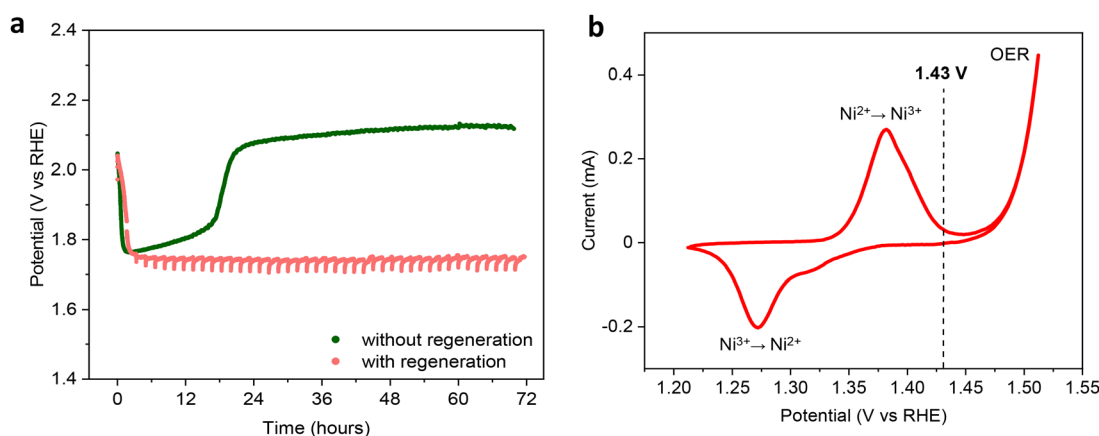 a
2.4
2.2
2.0
1.8
1.6
1.4
Potential (V vs RHE)
without regeneration
with regeneration
0 12 24 36 48 60 72
Time (hours)
b
OER
1.43 V
Ni²⁺→ Ni³⁺
0.4
0.2
0
-0.2
Current (mA)
Ni³⁺→ Ni²⁺
1.20 1.25 1.30 1.35 1.40 1.45 1.50 1.55
Potential (V vs RHE)